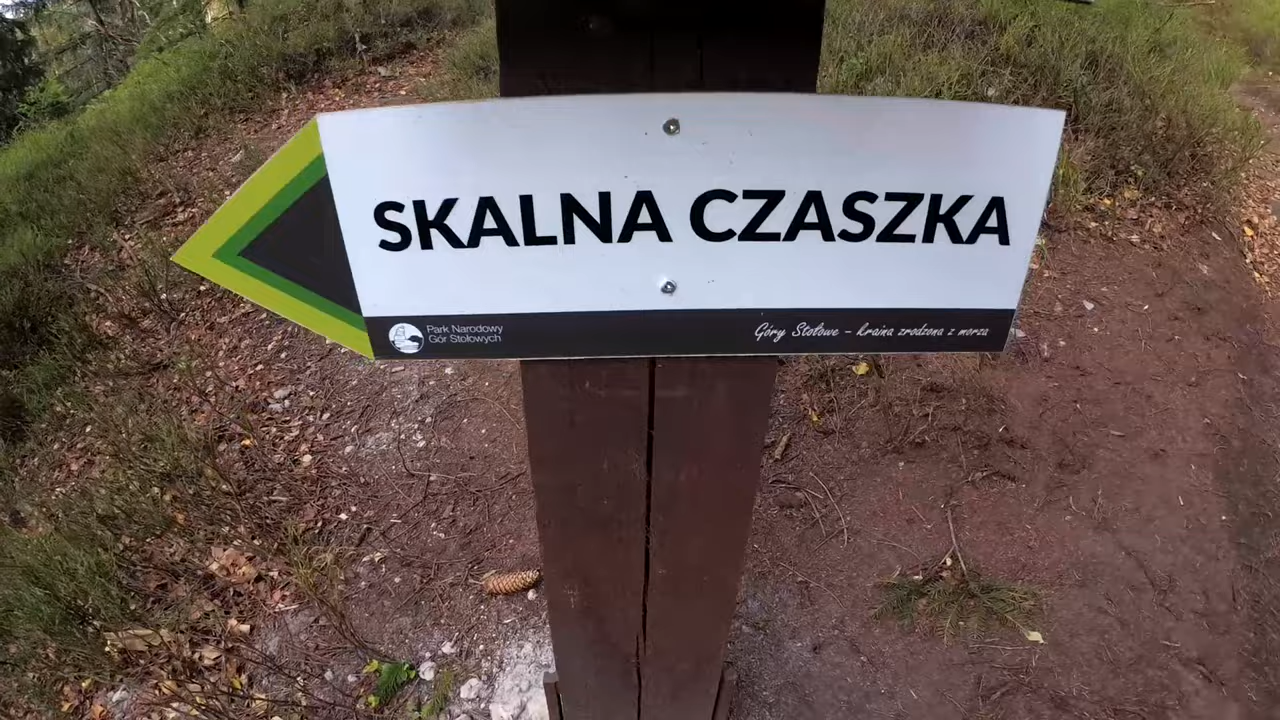 SKALNA CZASZKA
Park Narodowy
Gór Stołowych
Góry Stołowe – kraina zrodzona z morza